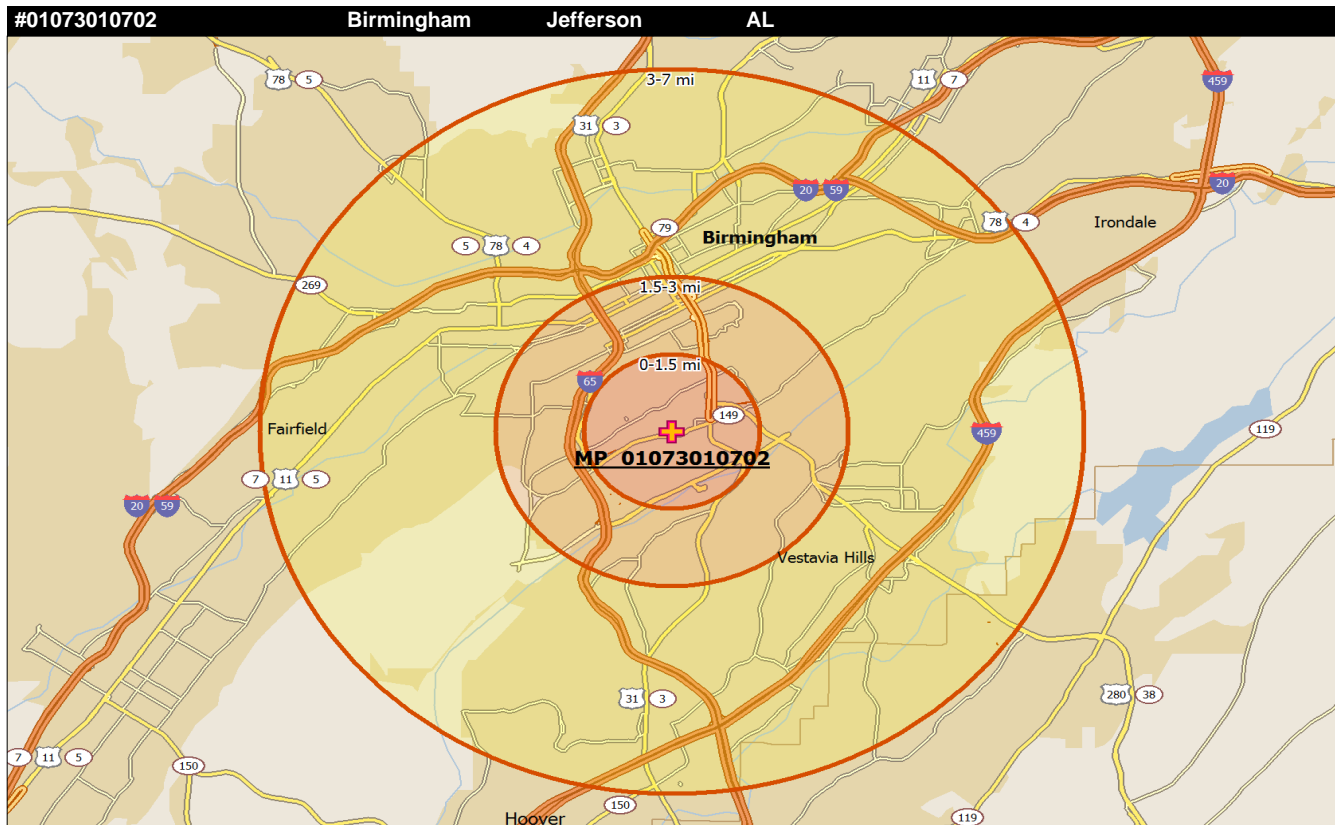 #01073010702 Birmingham Jefferson AL
3-7 mi
78 5
11 7
459
31 3
20 59
20
78 4
Irondale
79
5 78 4
Birmingham
269
1.5-3 mi
0-1.5 mi
65
149
Fairfield
119
459
MP 01073010702
7 11 5
20 59
Vestavia Hills
31 3
280 38
7 11 5
150
150
Hoover
119